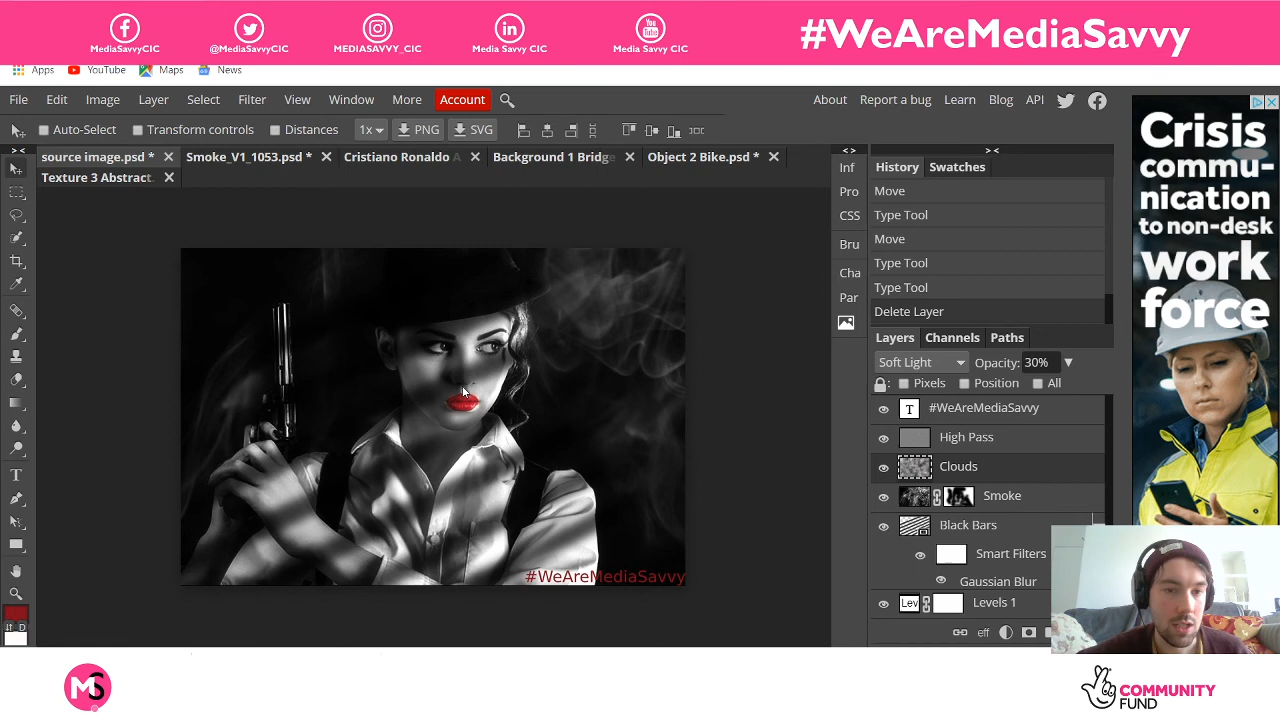 MediaSavvyCIC
@MediaSavvyCIC
MEDIASAVVY_CIC
Media Savvy CIC
You Tube
Media Savvy CIC
#WeAreMediaSavvy
Apps YouTube Maps News
File Edit Image Layer Select Filter View Window More Account
About Report a bug Learn Blog API
Auto-Select Transform controls Distances 1x PNG SVG
source image.psd * Smoke_V1_1053.psd * Cristiano Ronaldo Background 1 Bridge Object 2 Bike.psd *
Texture 3 Abstract
Inf
Pro
CSS
Bru
Cha
Par
History Swatches
Move
Type Tool
Move
Type Tool
Type Tool
Delete Layer
Layers Channels Paths
Soft Light Opacity: 30%
Pixels Position All
T #WeAreMediaSavvy
High Pass
Clouds
Smoke
Black Bars
Smart Filters
Gaussian Blur
Lev Levels 1
eff
#WeAreMediaSavvy
T
D
Crisis
commu-
nication
to non-desk
work
force
MS
COMMUNITY
FUND